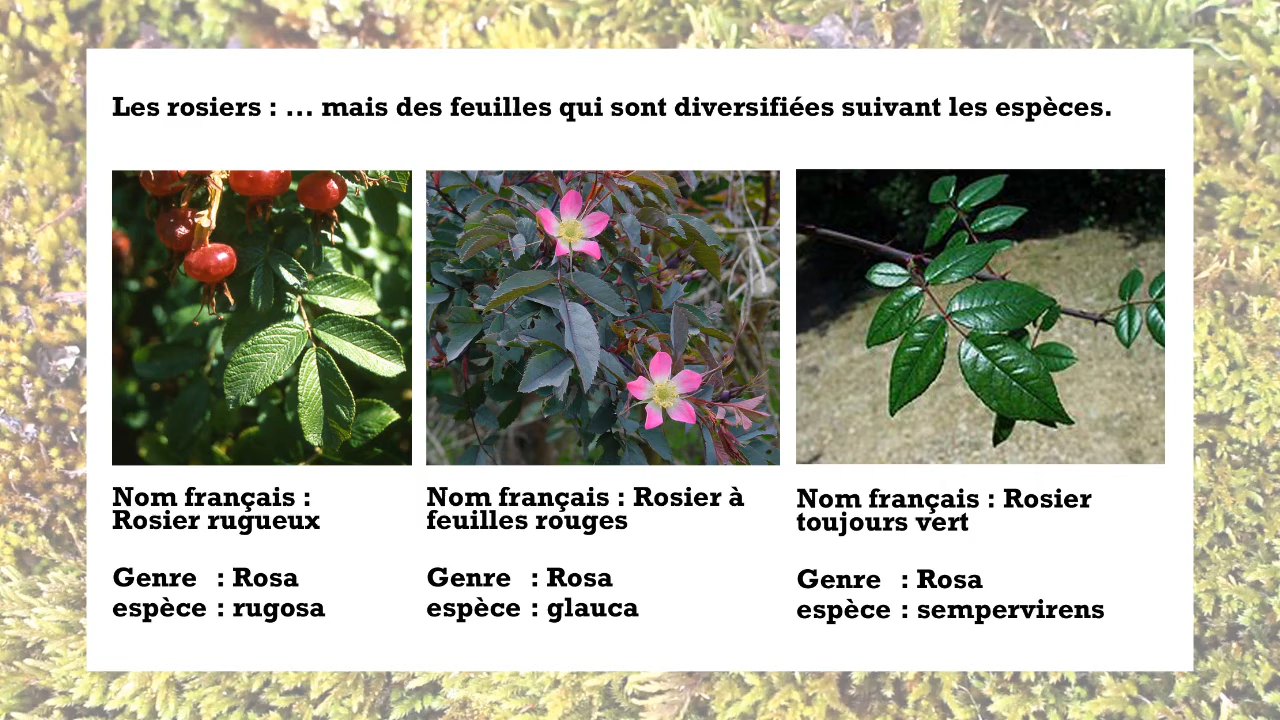 Les rosiers : ... mais des feuilles qui sont diversifiées suivant les espèces.
Nom français :
Rosier rugueux
Genre : Rosa
espèce : rugosa
Nom français : Rosier à
feuilles rouges
Genre : Rosa
espèce : glauca
Nom français : Rosier
toujours vert
Genre : Rosa
espèce : sempervirens